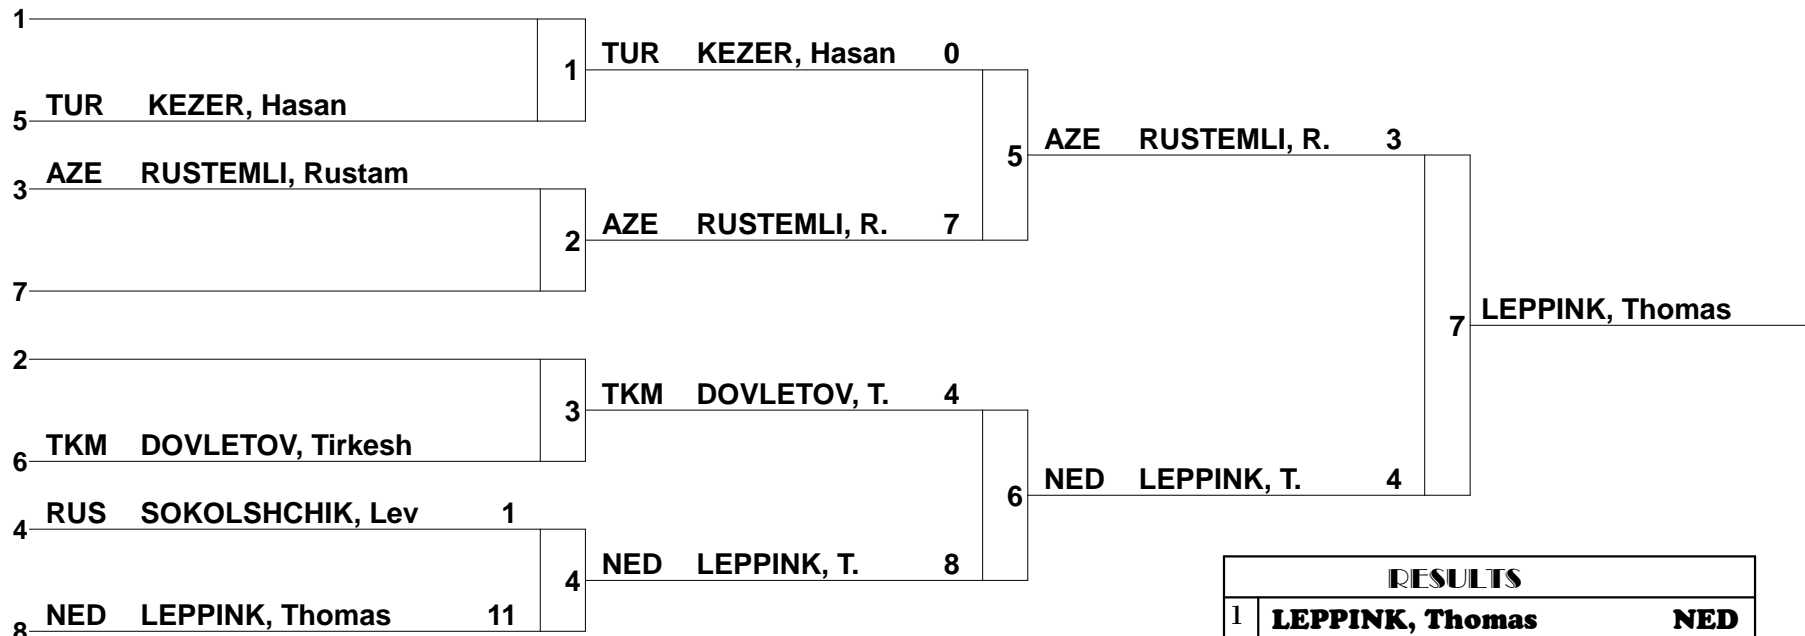 1
TUR KEZER, Hasan 0
1
5 TUR KEZER, Hasan
AZE RUSTEMLI, R. 3
5
3 AZE RUSTEMLI, Rustam
AZE RUSTEMLI, R. 7
2
7
LEPPINK, Thomas
7
2
TKM DOVLETOV, T. 4
3
6 TKM DOVLETOV, Tirkesh
NED LEPPINK, T. 4
6
4 RUS SOKOLSHCHIK, Lev 1
NED LEPPINK, T. 8
4
8 NED LEPPINK, Thomas 11
RESULTS
1 LEPPINK, Thomas NED